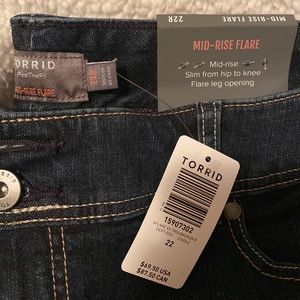 22R
MID-RISE FLARE
Mid-rise
Slim from hip to knee
Flare leg opening
TORRID
#FeelTheFit
22R
MID-RISE FLARE
TORRID
15907302
22
$69.50 USA
$87.50 CAN